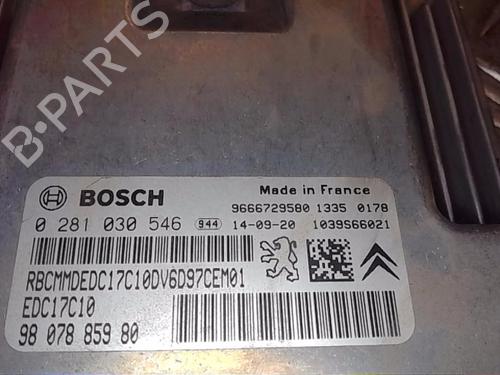 B-PARTS
BOSCH
Made in France
0 281 030 546 944
9666729580 1335 0178
14-09-20 1039S66021
RBCMMDEDC17C10DV6D97CEM01
EDC17C10
98 078 859 80